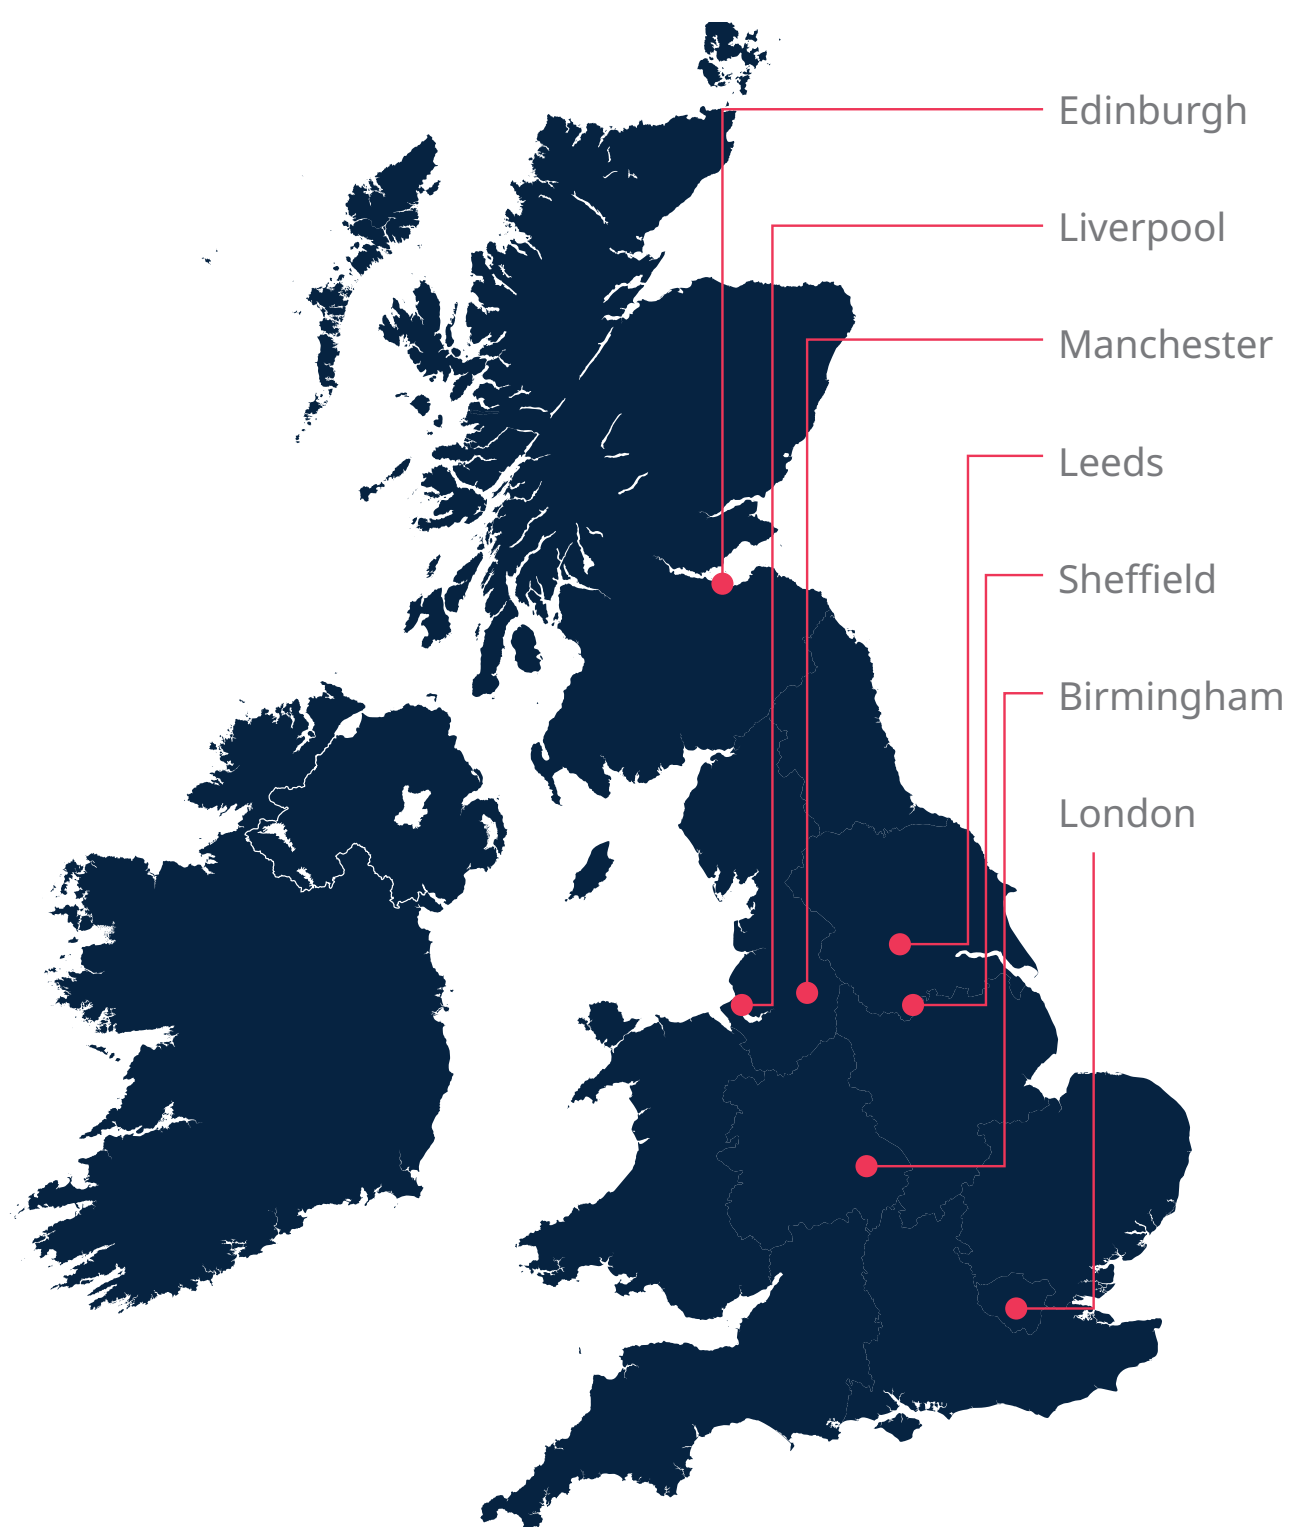 Edinburgh
Liverpool
Manchester
Leeds
Sheffield
Birmingham
London